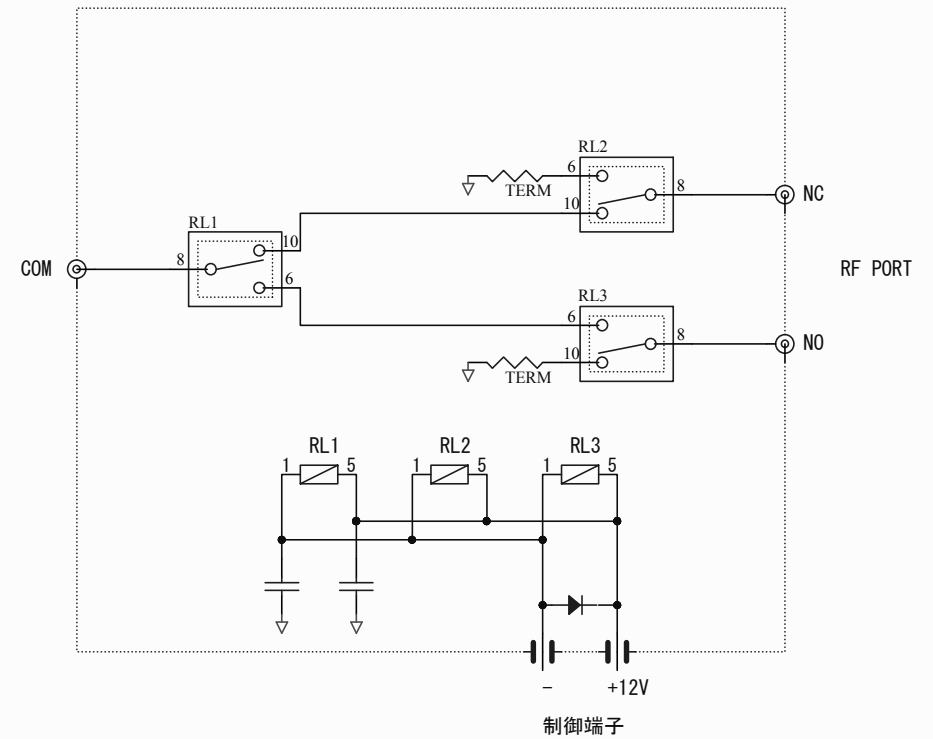 RL2
6
TERM
8
NC
10
RL1
10
8
COM
RF PORT
6
RL3
6
8
NO
10
TERM
RL1
RL2
RL3
1
5
1
5
1
5
-
+12V
制御端子